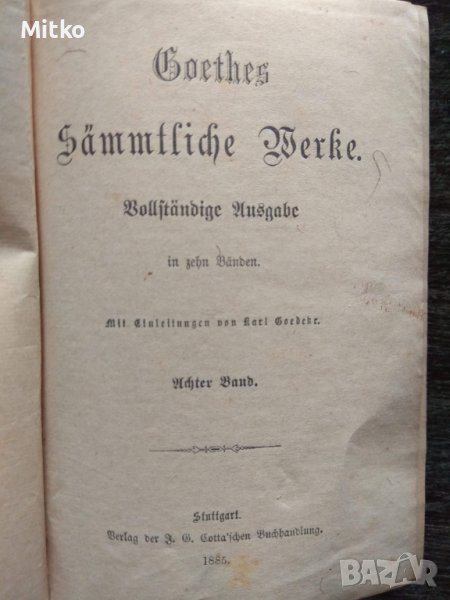 Mitko
Goethes
Sämmtliche Werke.
Vollständige Ausgabe
in zehn Bänden.
Mit Einleitungen von Karl Goedeke.
Achter Band.
Stuttgart.
Verlag der J. G. Cotta'schen Buchhandlung.
1885.
BAZAR